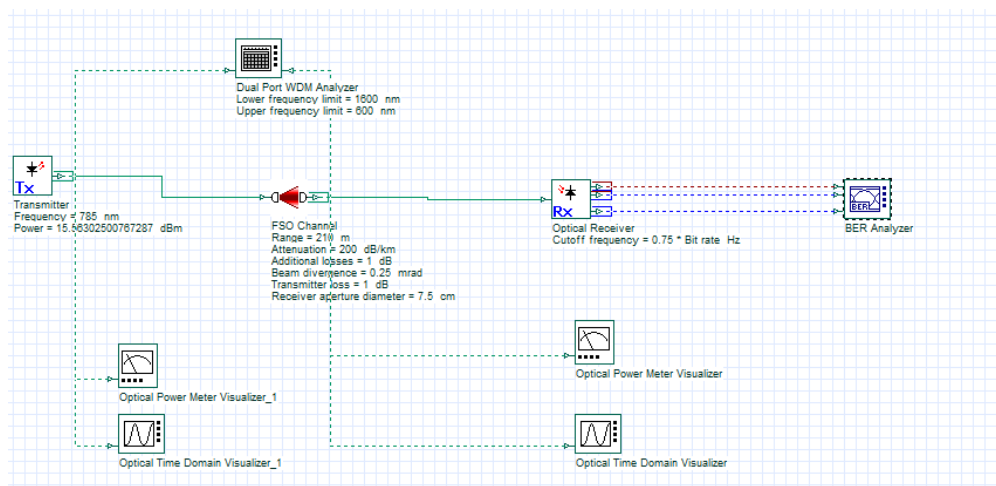 Dual Port WDM Analyzer
Lower frequency limit = 1600 nm
Upper frequency limit = 600 nm
Tx
Transmitter
Frequency = 785 nm
Power = 15.56302500767287 dBm
FSO Channel
Range = 210 m
Attenuation = 200 dB/km
Additional losses = 1 dB
Beam divergence = 0.25 mrad
Transmitter loss = 1 dB
Receiver aperture diameter = 7.5 cm
Rx
Optical Receiver
Cutoff frequency = 0.75 * Bit rate Hz
BER
BER Analyzer
Optical Power Meter Visualizer_1
Optical Power Meter Visualizer
Optical Time Domain Visualizer_1
Optical Time Domain Visualizer